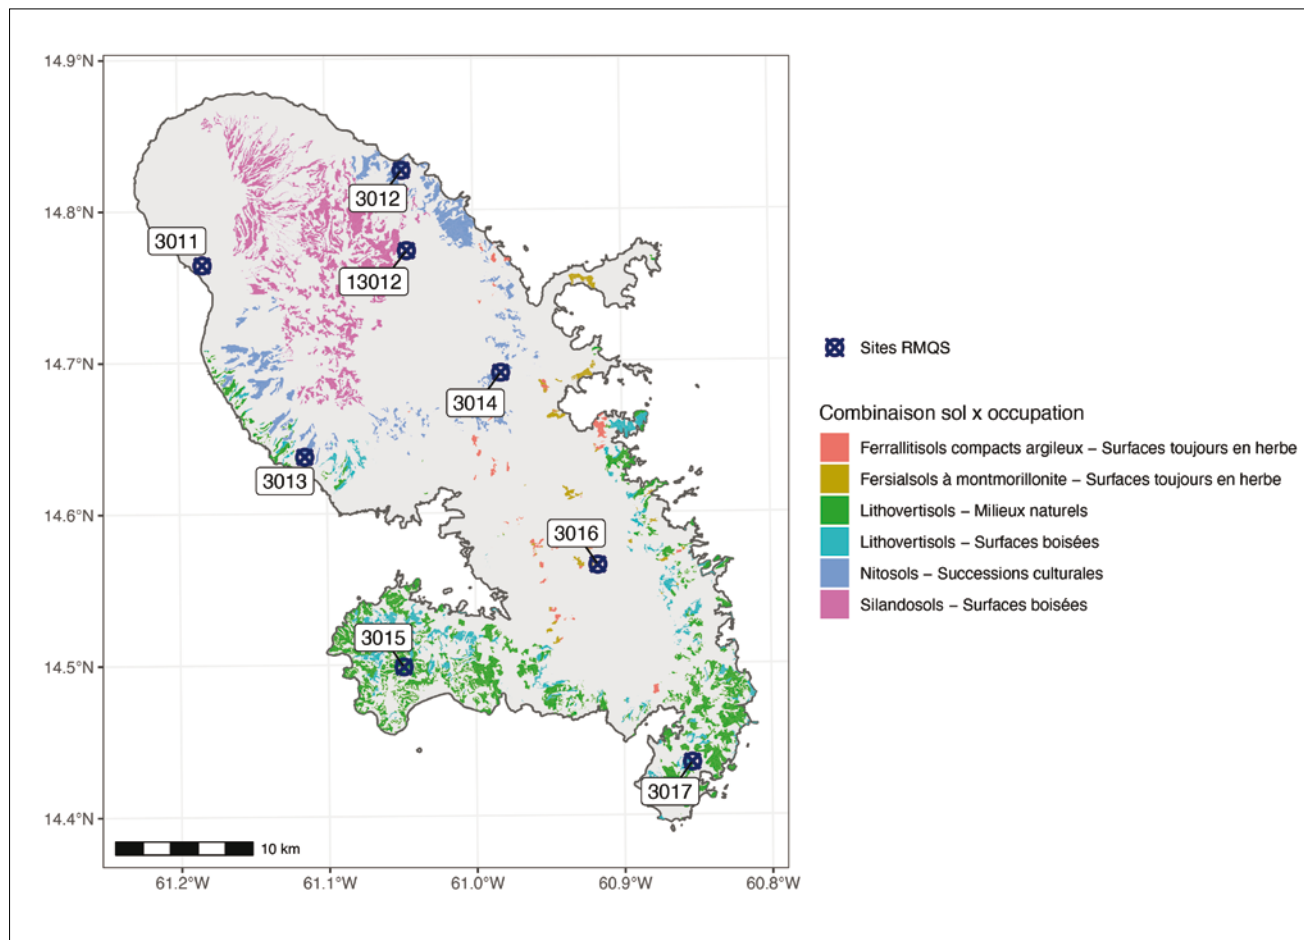 14.9°N
14.8°N
14.7°N
14.6°N
14.5°N
14.4°N
3012
3011
13012
3014
3013
3016
3015
3017
10 km
61.2°W
61.1°W
61.0°W
60.9°W
60.8°W
Sites RMQS
Combinaison sol x occupation
Ferrallitisols compacts argileux – Surfaces toujours en herbe
Fersialsols à montmorillonite – Surfaces toujours en herbe
Lithovertisols – Milieux naturels
Lithovertisols – Surfaces boisées
Nitosols – Successions culturales
Silandosols – Surfaces boisées